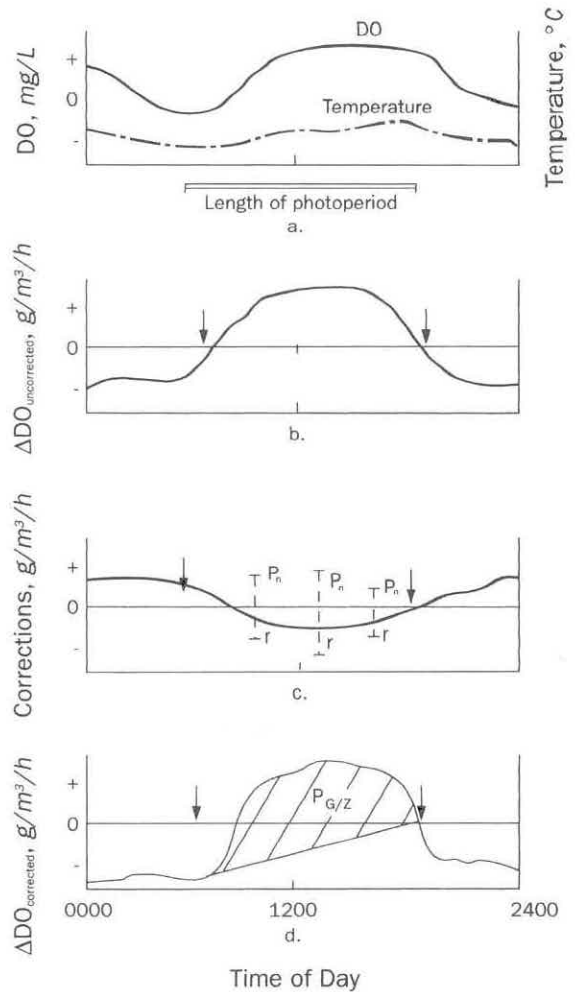 DO, mg/L
+
0
-
DO
Temperature
Temperature, °C
Length of photoperiod
a.
ΔDOuncorrected, g/m³/h
+
0
-
b.
Corrections, g/m³/h
+
0
-
Pn
Pn
Pn
r
r
r
c.
ΔDOcorrected, g/m³/h
+
0
-
PG/Z
0000
1200
2400
d.
Time of Day